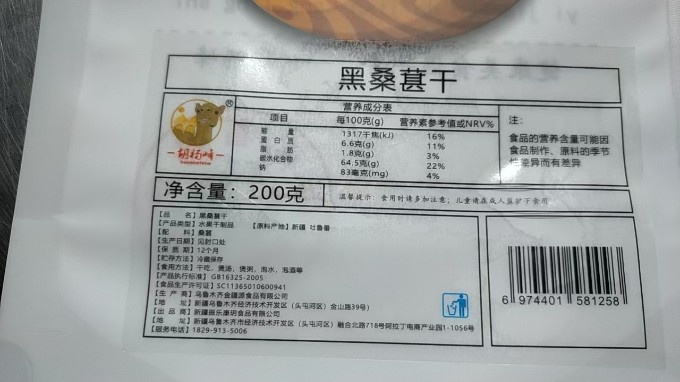 黑桑葚干
®
胡杨峰
营养成分表
项目 每100克(g) 营养素参考值或NRV%
能量 1317千焦(kJ) 16%
蛋白质 6.6克(g) 11%
脂肪 1.8克(g) 3%
碳水化合物 64.5克(g) 22%
钠 83毫克(mg) 4%
注:
食品的营养含量可能因
食品制作、原料的季节
性差异而有差异
净含量: 200克
温馨提示: 食用时请多加注意, 儿童请在成人监护下食用
【品 名】黑桑葚干
【产品类型】水果干制品 【原料产地】新疆 吐鲁番
【配 料】桑葚
【生产日期】见封口处
【保 质 期】12个月
【贮存方法】冷藏保存
【食用方法】干吃、煲汤、煲粥、泡水、泡酒等
【产品执行标准】GB16325-2005
【食品生产许可证】SC11365010600941
【生 产 商】乌鲁木齐金疆源食品有限公司
【地 址】新疆乌鲁木齐经济技术开发区（头屯河区）金山路39号)
【出 品 商】新疆振乐康玥食品有限公司
【地 址】新疆乌鲁木齐市经济技术开发区（头屯河区）融合北路718号阿拉丁电商产业园1-1056号
【服务电话】1829-913-5006
6 974401 581258